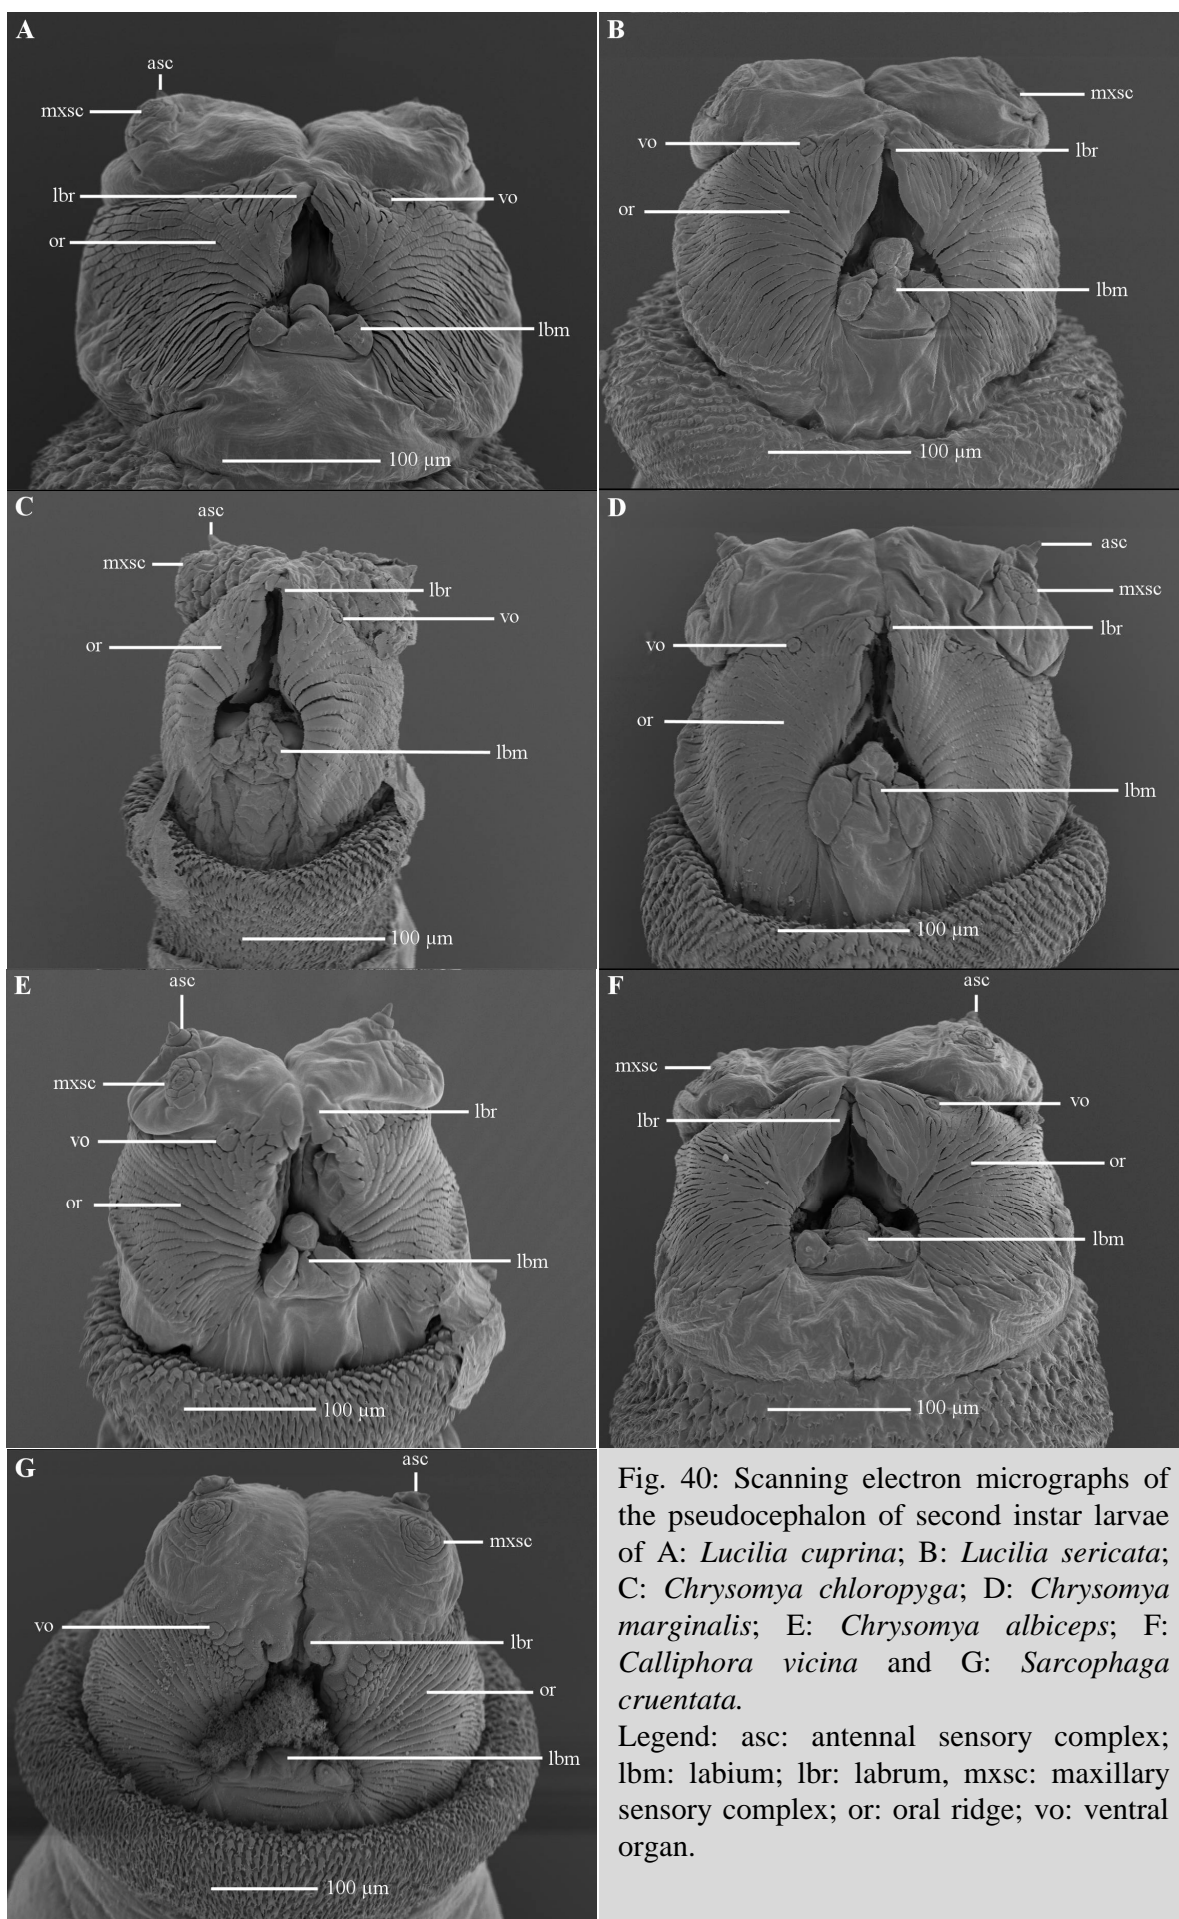 A
asc
mxsc
lbr
vo
or
lbm
100 µm
B
mxsc
vo
lbr
or
lbm
100 µm
C
asc
mxsc
lbr
vo
or
lbm
100 µm
D
asc
mxsc
lbr
vo
or
lbm
100 µm
E
asc
mxsc
lbr
vo
or
lbm
100 µm
F
asc
mxsc
vo
lbr
or
lbm
100 µm
G
asc
mxsc
vo
lbr
or
lbm
100 µm
Fig. 40: Scanning electron micrographs of
the pseudocephalon of second instar larvae
of A: Lucilia cuprina; B: Lucilia sericata;
C: Chrysomya chloropyga; D: Chrysomya
marginalis; E: Chrysomya albiceps; F:
Calliphora vicina and G: Sarcophaga
cruentata.
Legend: asc: antennal sensory complex;
lbm: labium; lbr: labrum, mxsc: maxillary
sensory complex; or: oral ridge; vo: ventral
organ.